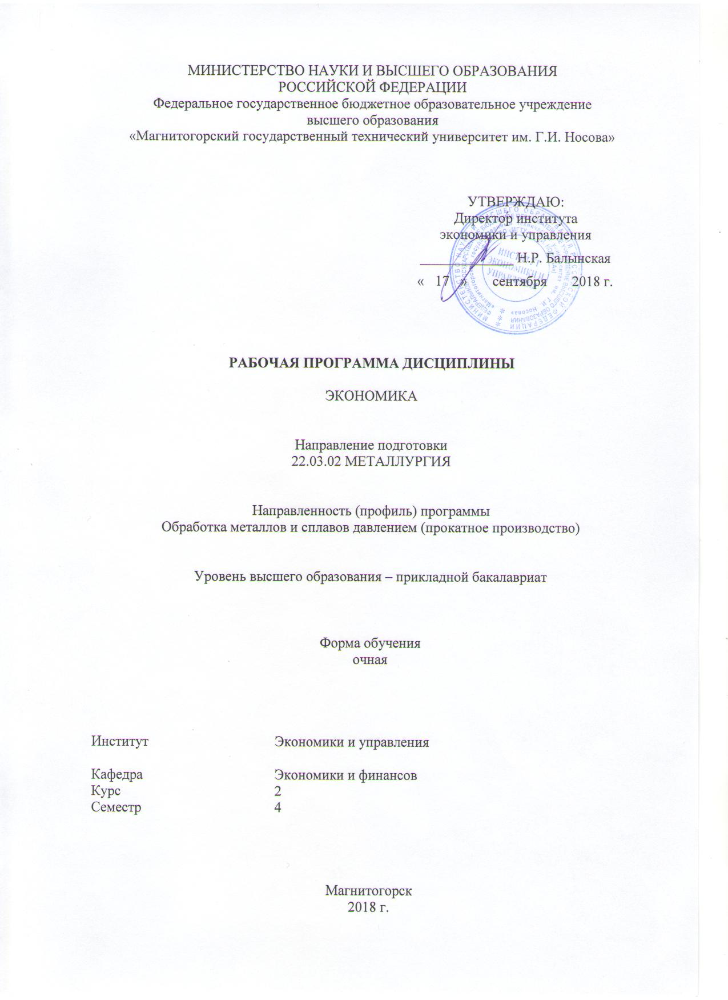 МИНИСТЕРСТВО НАУКИ И ВЫСШЕГО ОБРАЗОВАНИЯ
РОССИЙСКОЙ ФЕДЕРАЦИИ
Федеральное государственное бюджетное образовательное учреждение
высшего образования
«Магнитогорский государственный технический университет им. Г.И. Носова»
УТВЕРЖДАЮ:
Директор института
экономики и управления
Н.Р. Балынская
« 17 » сентября 2018 г.
ИНСТИТУТ
ЭКОНОМИКИ И
УПРАВЛЕНИЯ
РАБОЧАЯ ПРОГРАММА ДИСЦИПЛИНЫ
ЭКОНОМИКА
Направление подготовки
22.03.02 МЕТАЛЛУРГИЯ
Направленность (профиль) программы
Обработка металлов и сплавов давлением (прокатное производство)
Уровень высшего образования – прикладной бакалавриат
Форма обучения
очная
Институт Экономики и управления
Кафедра Экономики и финансов
Курс 2
Семестр 4
Магнитогорск
2018 г.